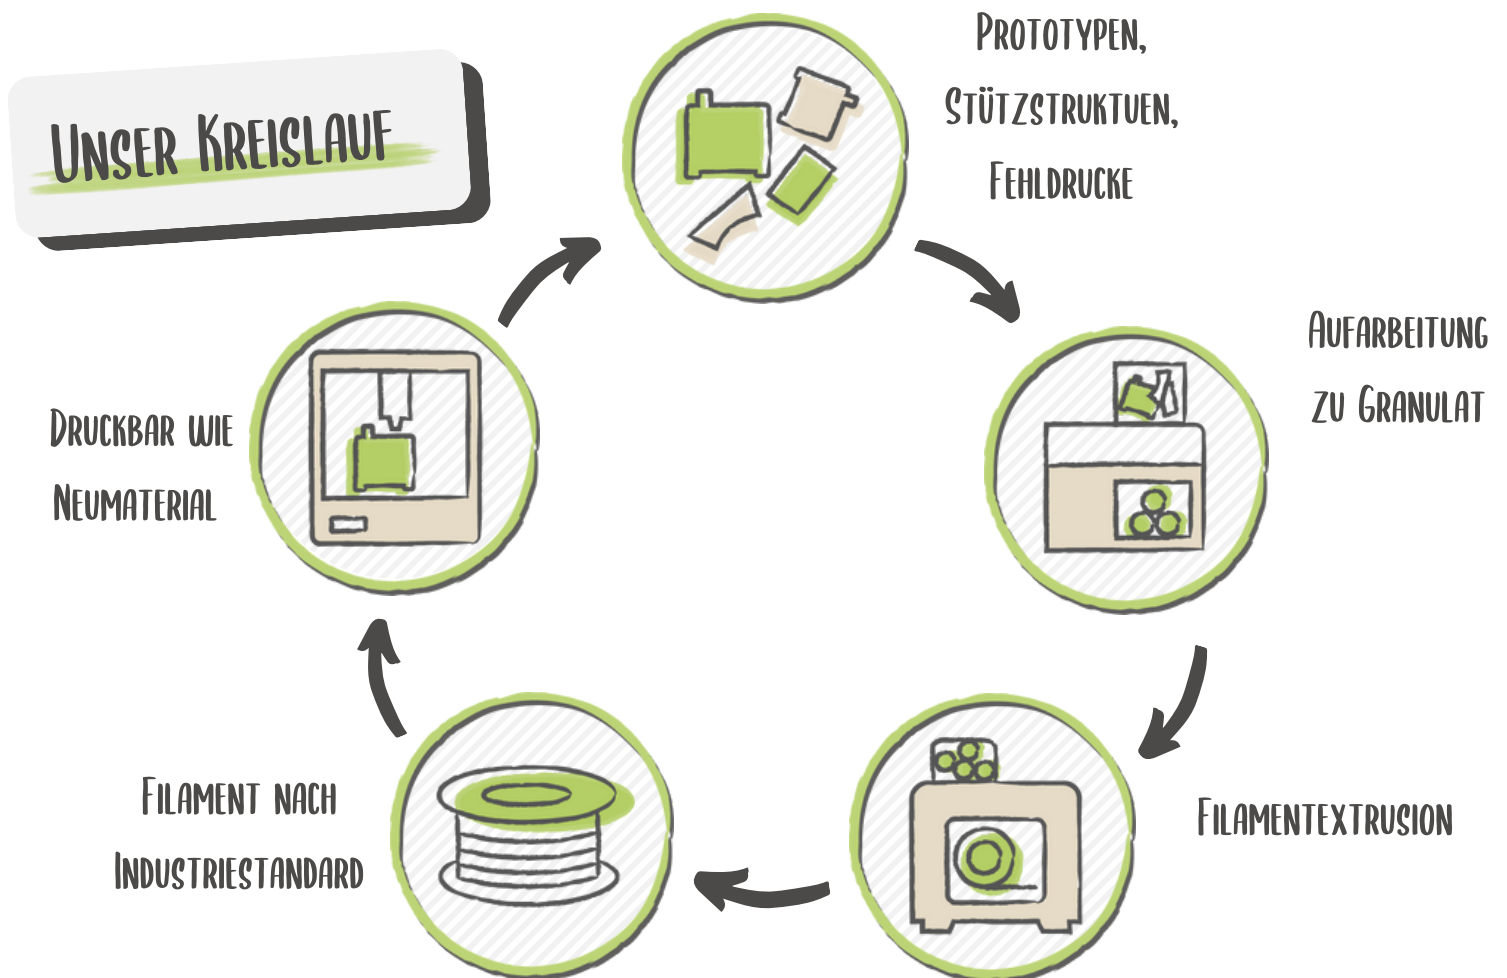 Unser Kreislauf
Prototypen,
Stützstruktuen,
Fehldrucke
Aufarbeitung
zu Granulat
Filamentextrusion
Filament nach
Industriestandard
Druckbar wie
Neumaterial